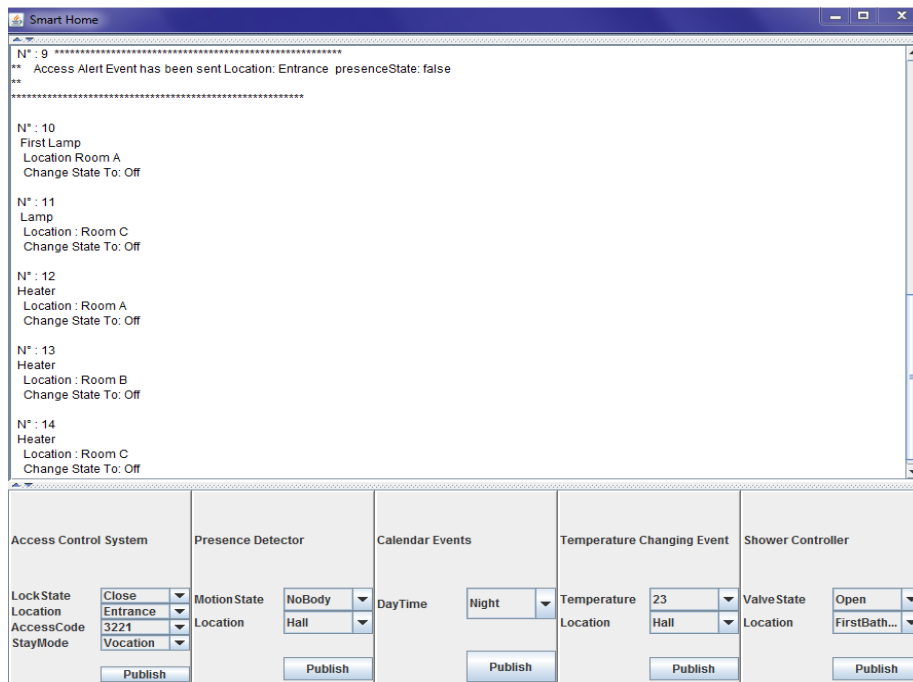 Smart Home
N° : 9 ********************************************************
** Access Alert Event has been sent Location: Entrance presenceState: false
**
*********************************************************
N° : 10
First Lamp
Location Room A
Change State To: Off
N° : 11
Lamp
Location : Room C
Change State To: Off
N° : 12
Heater
Location : Room A
Change State To: Off
N° : 13
Heater
Location : Room B
Change State To: Off
N° : 14
Heater
Location : Room C
Change State To: Off
Access Control System
LockState Close
Location Entrance
AccessCode 3221
StayMode Vocation
Publish
Presence Detector
MotionState NoBody
Location Hall
Publish
Calendar Events
DayTime Night
Publish
Temperature Changing Event
Temperature 23
Location Hall
Publish
Shower Controller
ValveState Open
Location FirstBath...
Publish